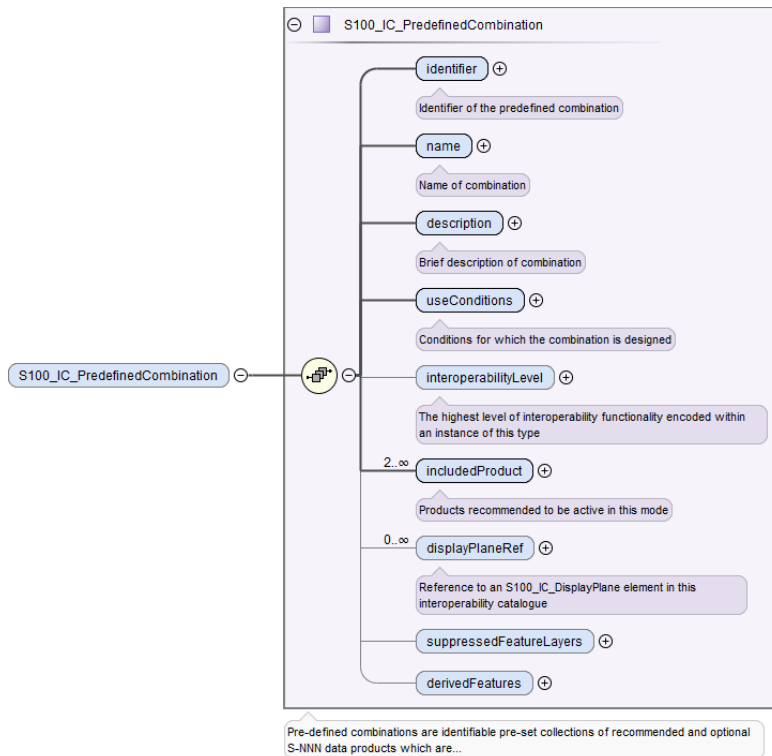 S100_IC_PredefinedCombination
identifier
Identifier of the predefined combination
name
Name of combination
description
Brief description of combination
useConditions
Conditions for which the combination is designed
S100_IC_PredefinedCombination
interoperabilityLevel
The highest level of interoperability functionality encoded within
an instance of this type
2..∞
includedProduct
Products recommended to be active in this mode
0..∞
displayPlaneRef
Reference to an S100_IC_DisplayPlane element in this
interoperability catalogue
suppressedFeatureLayers
derivedFeatures
Pre-defined combinations are identifiable pre-set collections of recommended and optional
S-NNN data products which are...